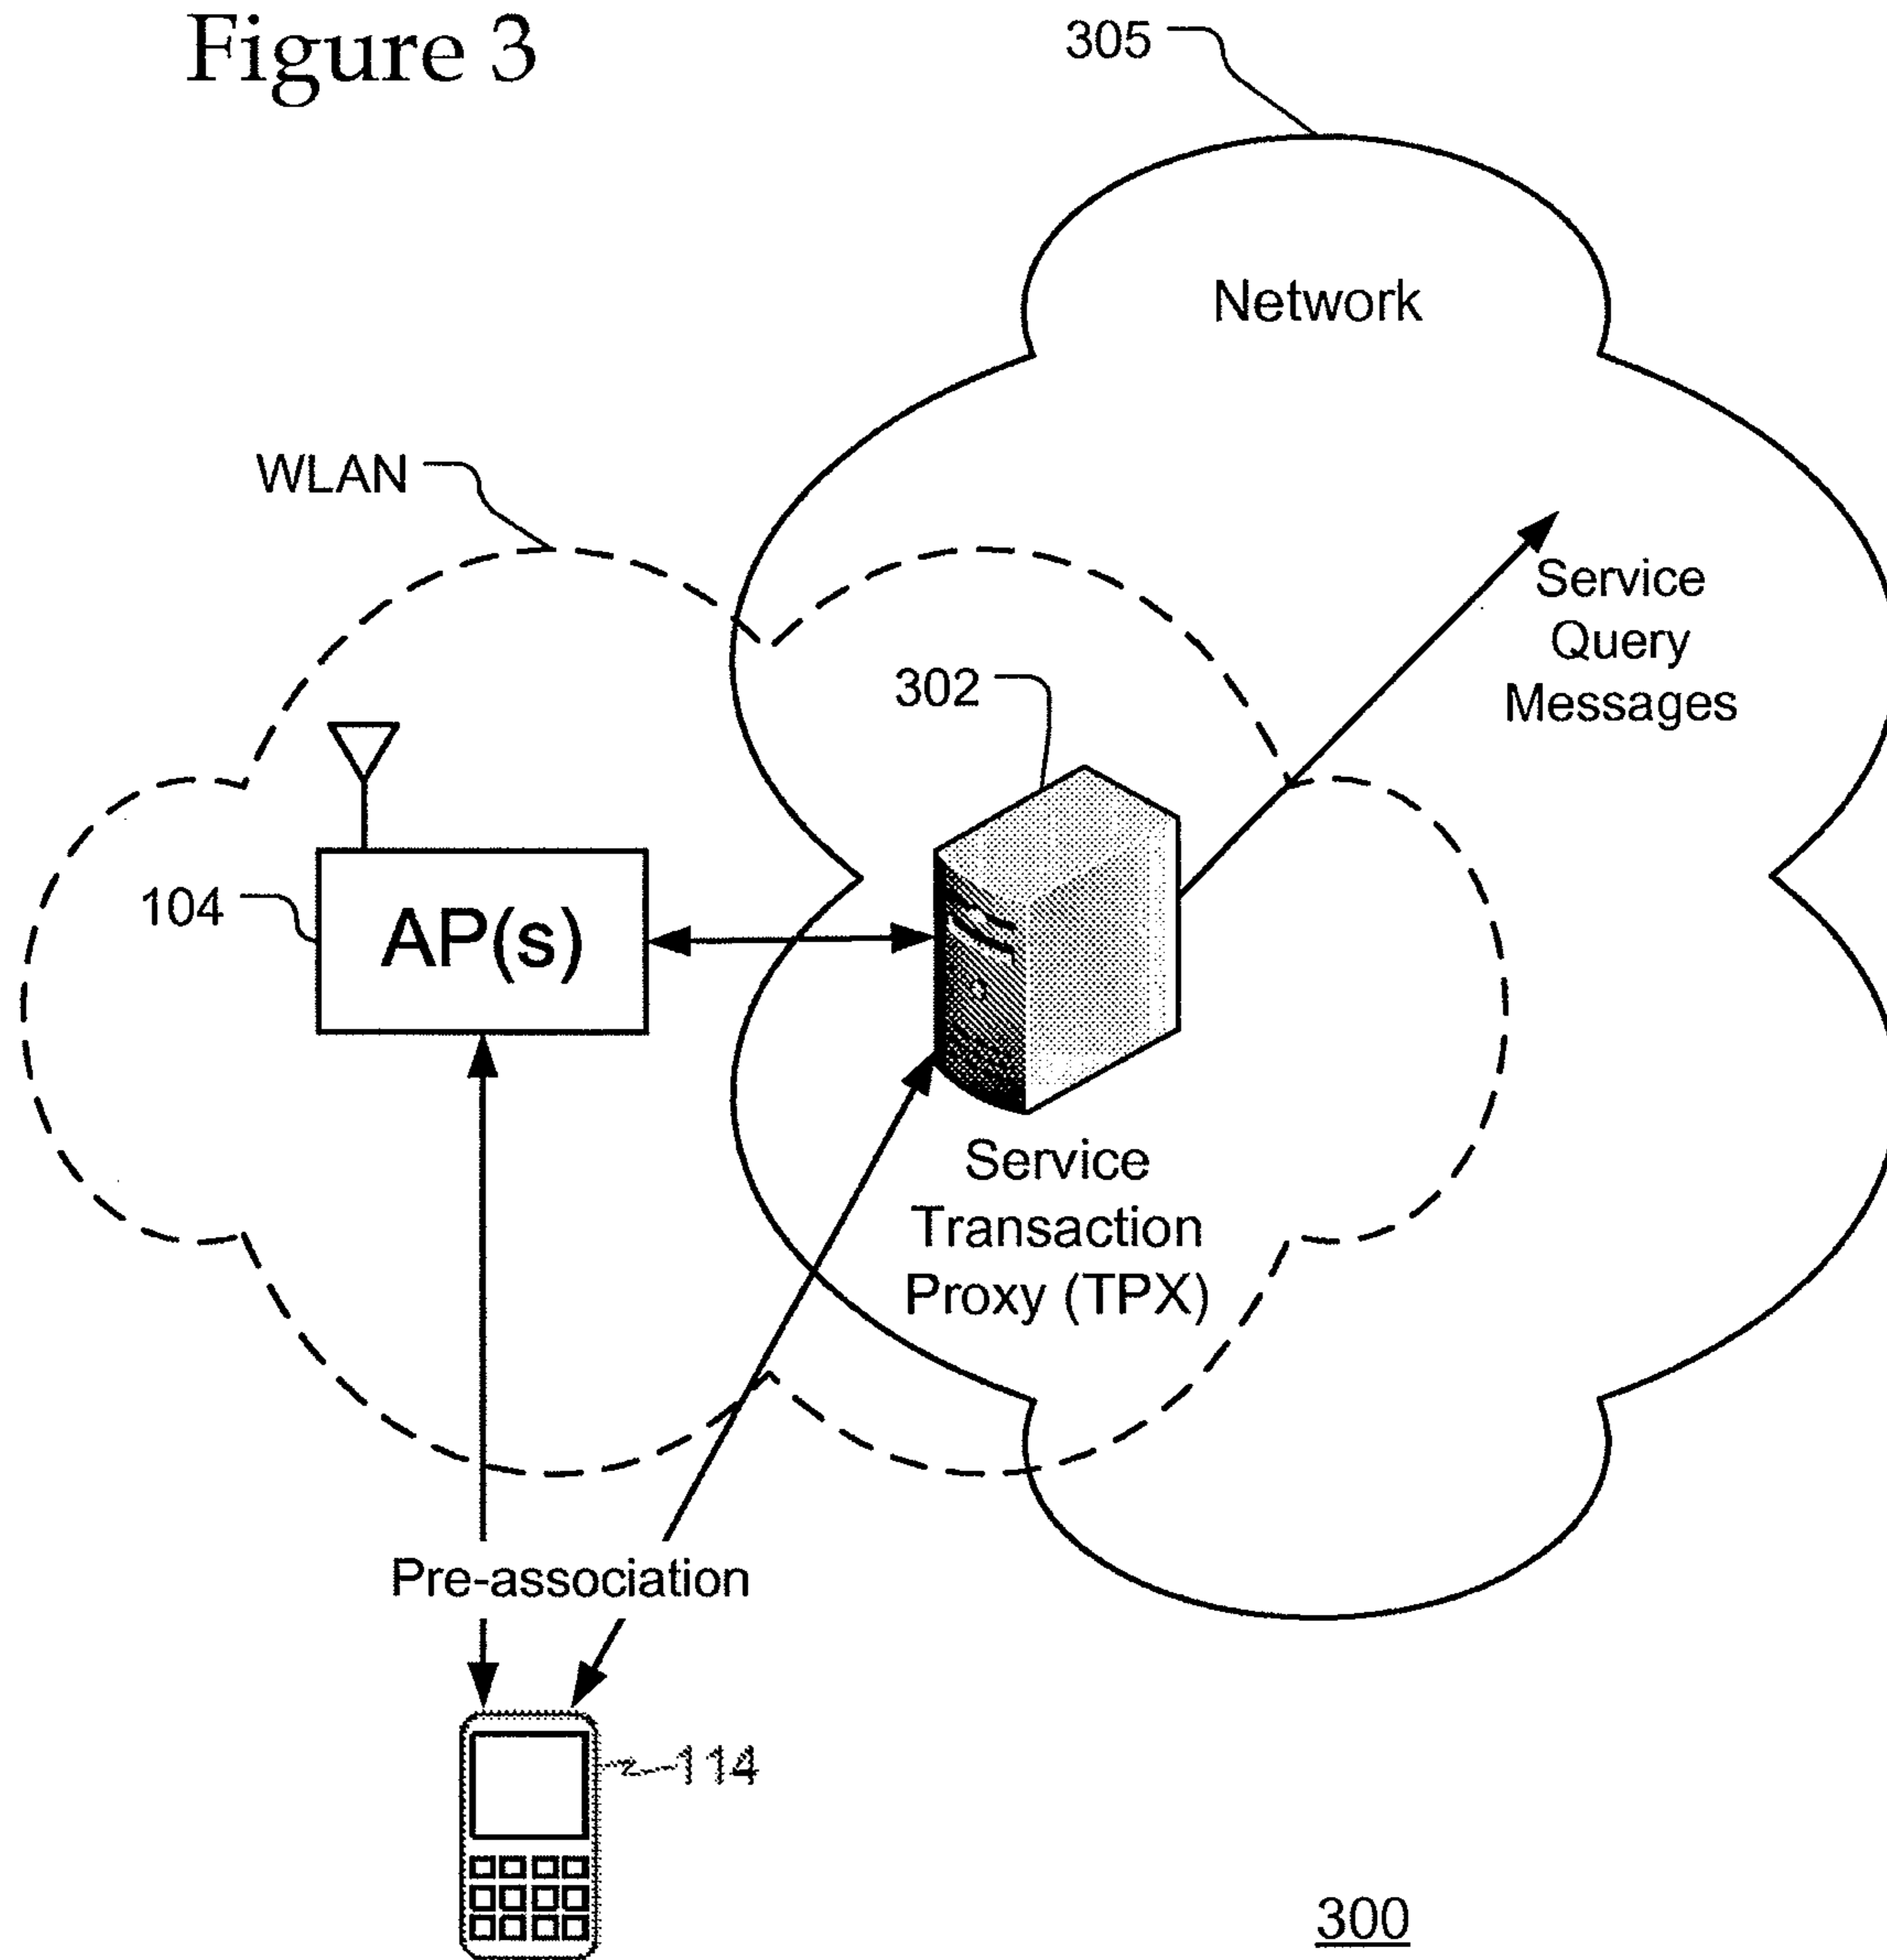 Figure 3
305
Network
WLAN
Service
Query
Messages
302
104
AP(s)
Service
Transaction
Proxy (TPX)
Pre-association
114
300